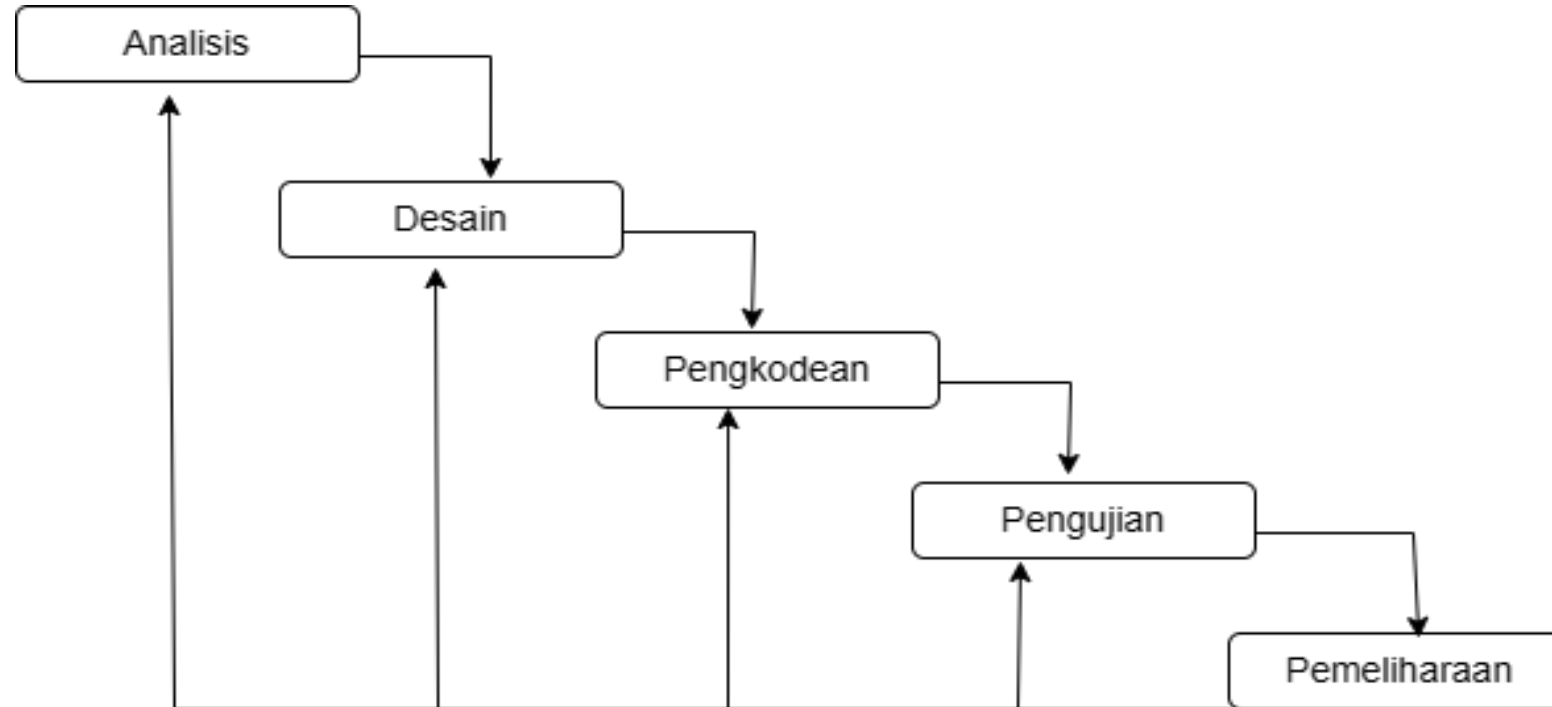 Analisis
Desain
Pengkodean
Pengujian
Pemeliharaan